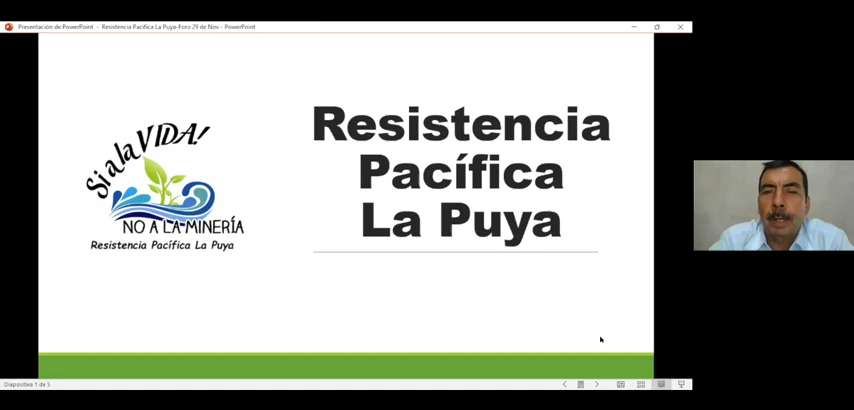 Presentación de PowerPoint - Resistencia Pacifica La Puya-Foro 29 de Nov - PowerPoint
Si a la VIDA!
NO A LA MINERÍA
Resistencia Pacífica La Puya
Resistencia
Pacífica
La Puya
Diapositiva 1 de 5